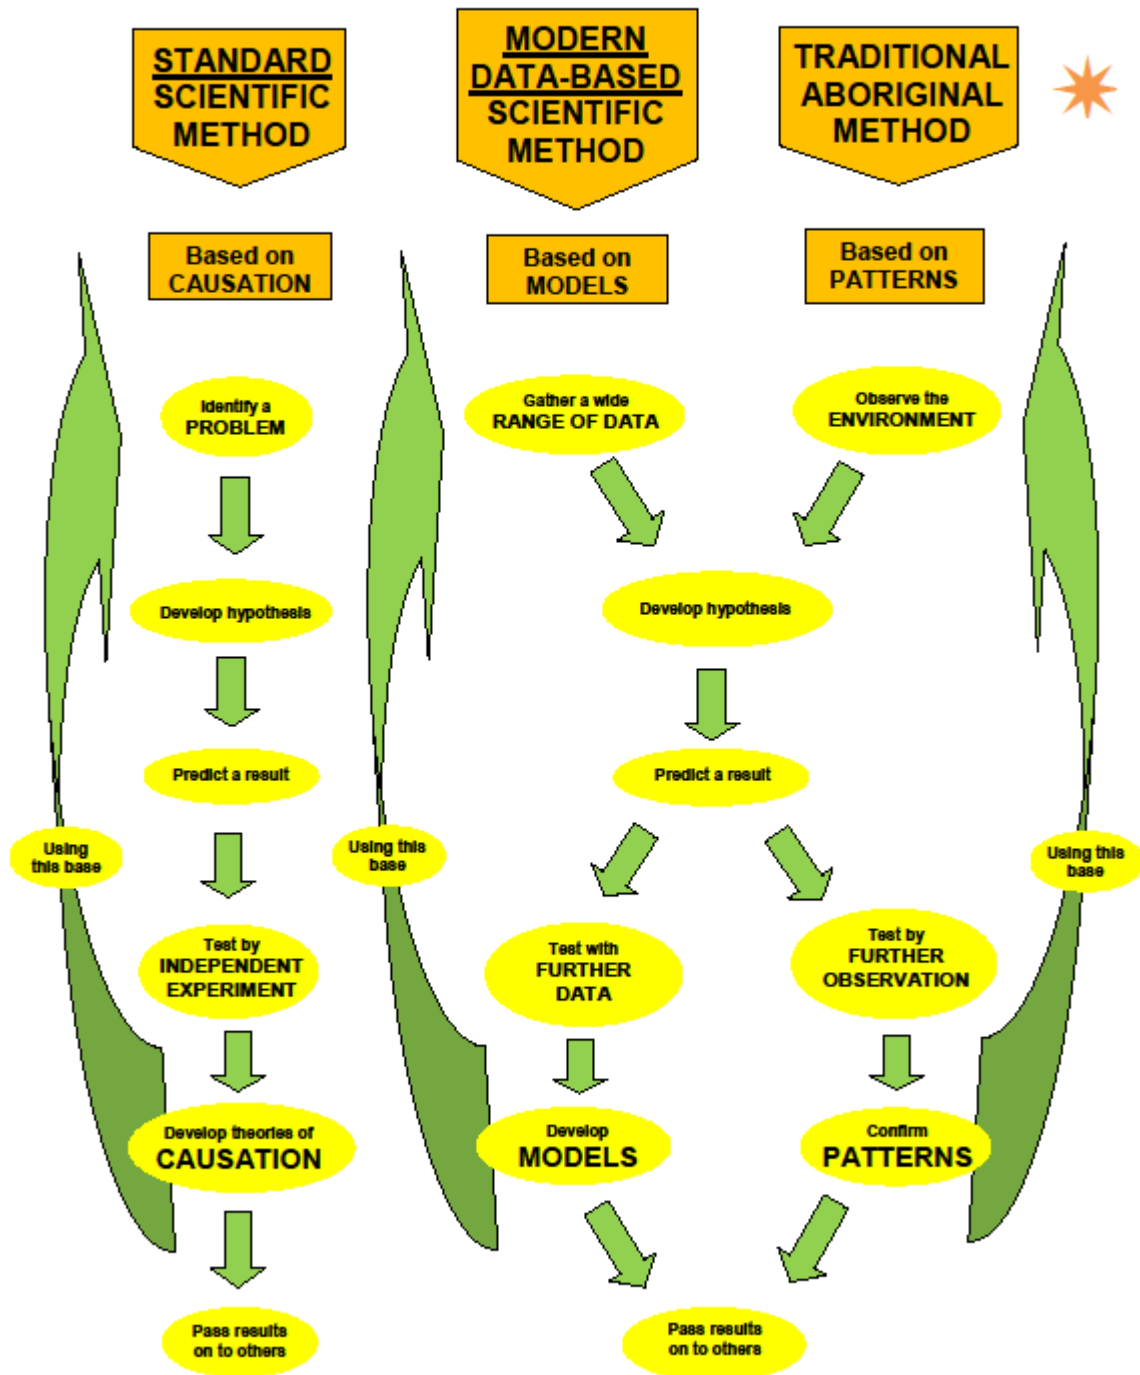 STANDARD
SCIENTIFIC
METHOD
MODERN
DATA-BASED
SCIENTIFIC
METHOD
TRADITIONAL
ABORIGINAL
METHOD
Based on
CAUSATION
Based on
MODELS
Based on
PATTERNS
Identify a
PROBLEM
Gather a wide
RANGE OF DATA
Observe the
ENVIRONMENT
Develop hypothesis
Develop hypothesis
Predict a result
Predict a result
Using this
base
Using this
base
Using this
base
Test by
INDEPENDENT
EXPERIMENT
Test with
FURTHER
DATA
Test by
FURTHER
OBSERVATION
Develop theories of
CAUSATION
Develop
MODELS
Confirm
PATTERNS
Pass results
on to others
Pass results
on to others